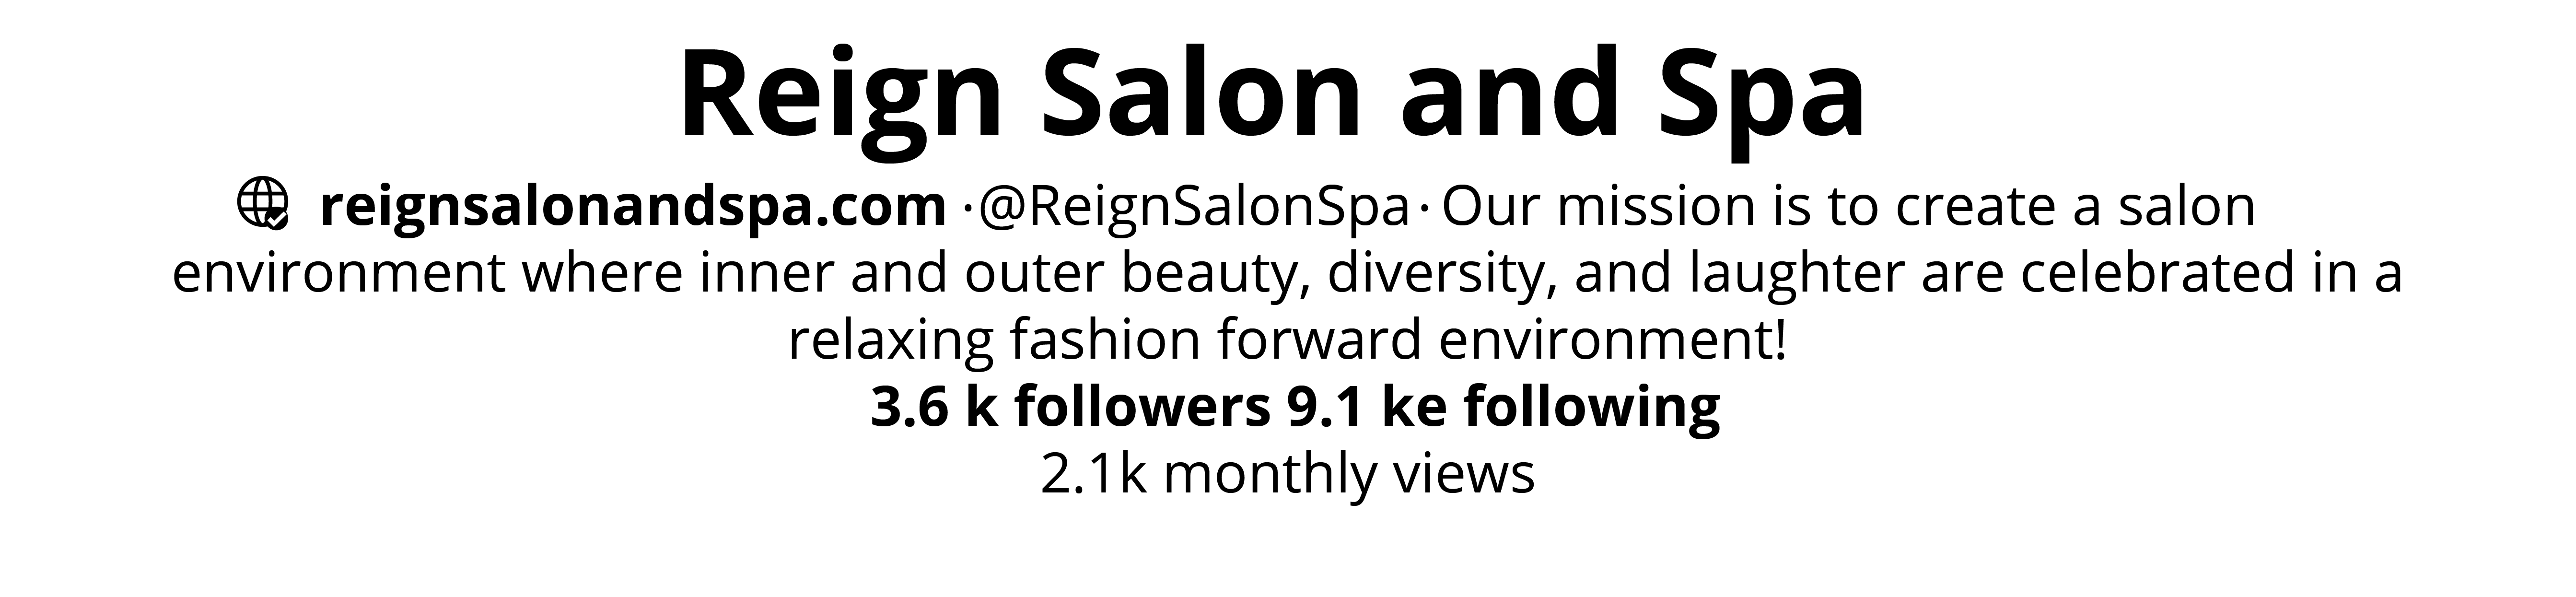 Reign Salon and Spa
reignsalonandspa.com ·@ReignSalonSpa· Our mission is to create a salon
environment where inner and outer beauty, diversity, and laughter are celebrated in a
relaxing fashion forward environment!
3.6 k followers 9.1 ke following
2.1k monthly views